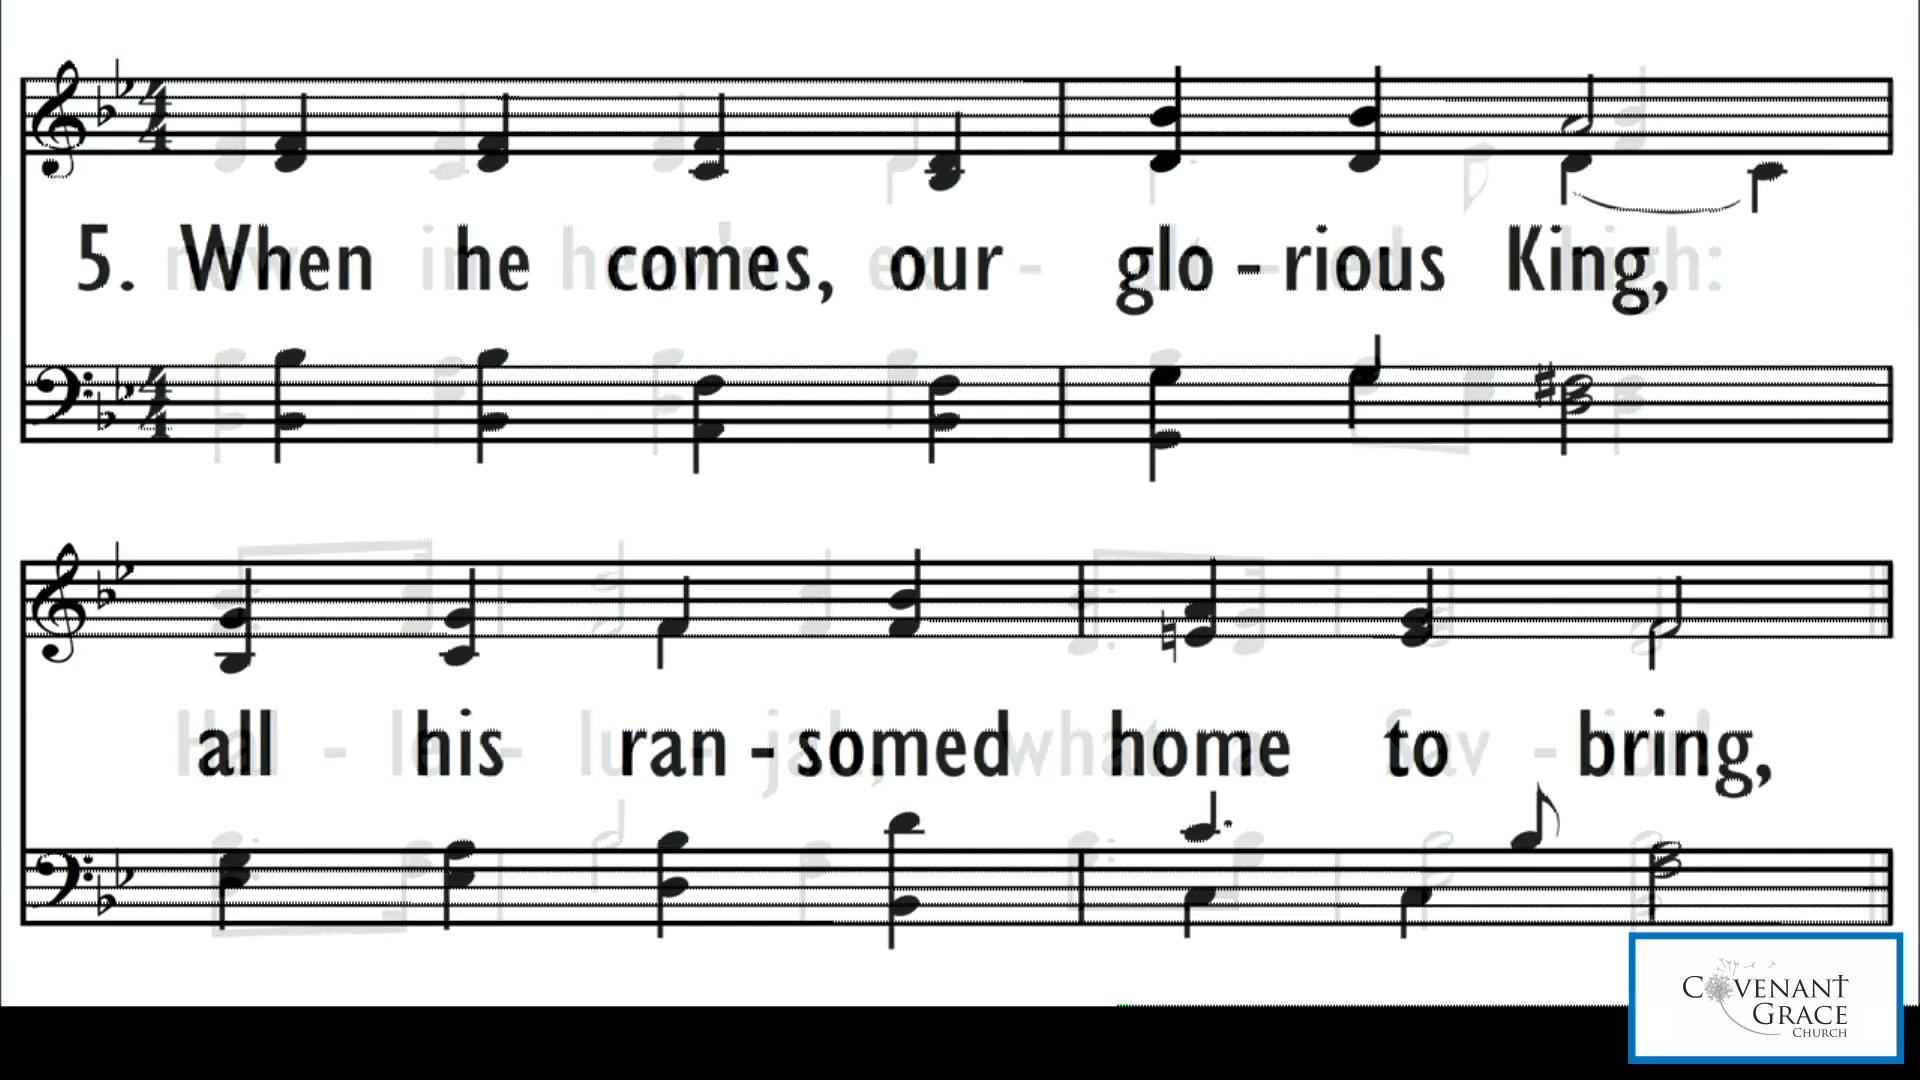 5. When he comes, our glo - rious King,
all his ran - somed home to bring,
COVENANT
GRACE
CHURCH